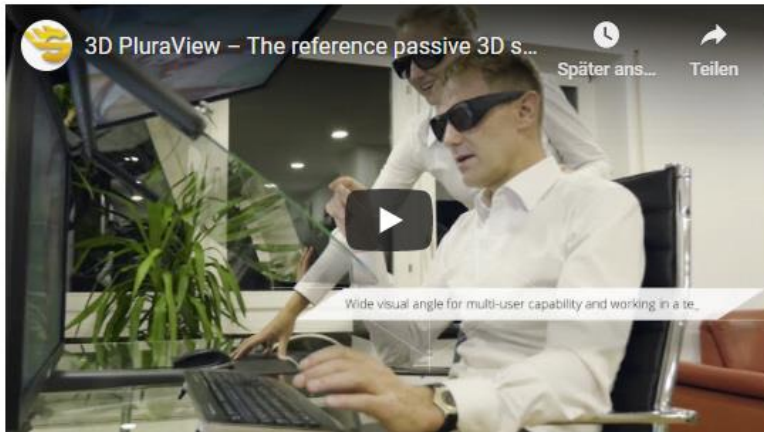 3D PluraView – The reference passive 3D s...
Später ans...
Teilen
Wide visual angle for multi-user capability and working in a te_